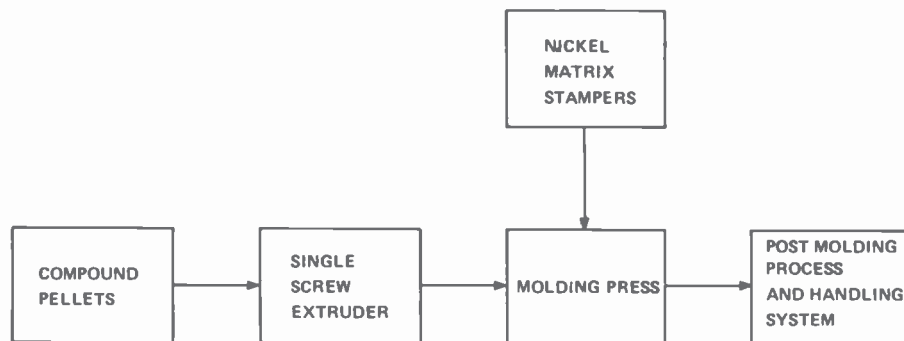 NICKEL
MATRIX
STAMPERS
COMPOUND
PELLETS
SINGLE
SCREW
EXTRUDER
MOLDING PRESS
POST MOLDING
PROCESS
AND HANDLING
SYSTEM